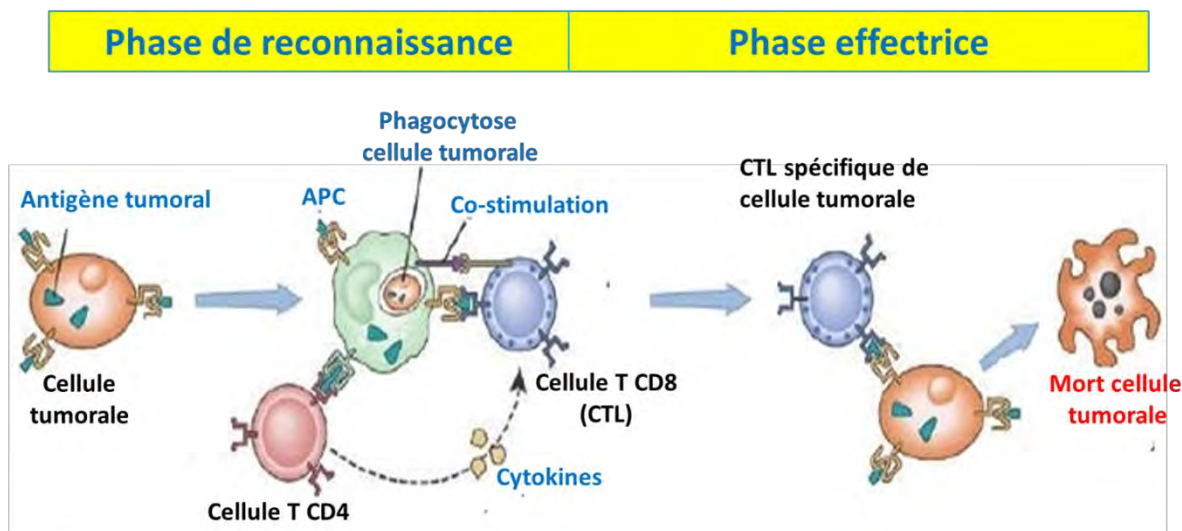 Phase de reconnaissance
Phase effectrice
Phagocytose
cellule tumorale
CTL spécifique de
cellule tumorale
Antigène tumoral
APC
Co-stimulation
Cellule
tumorale
Cellule T CD8
(CTL)
Mort cellule
tumorale
Cytokines
Cellule T CD4